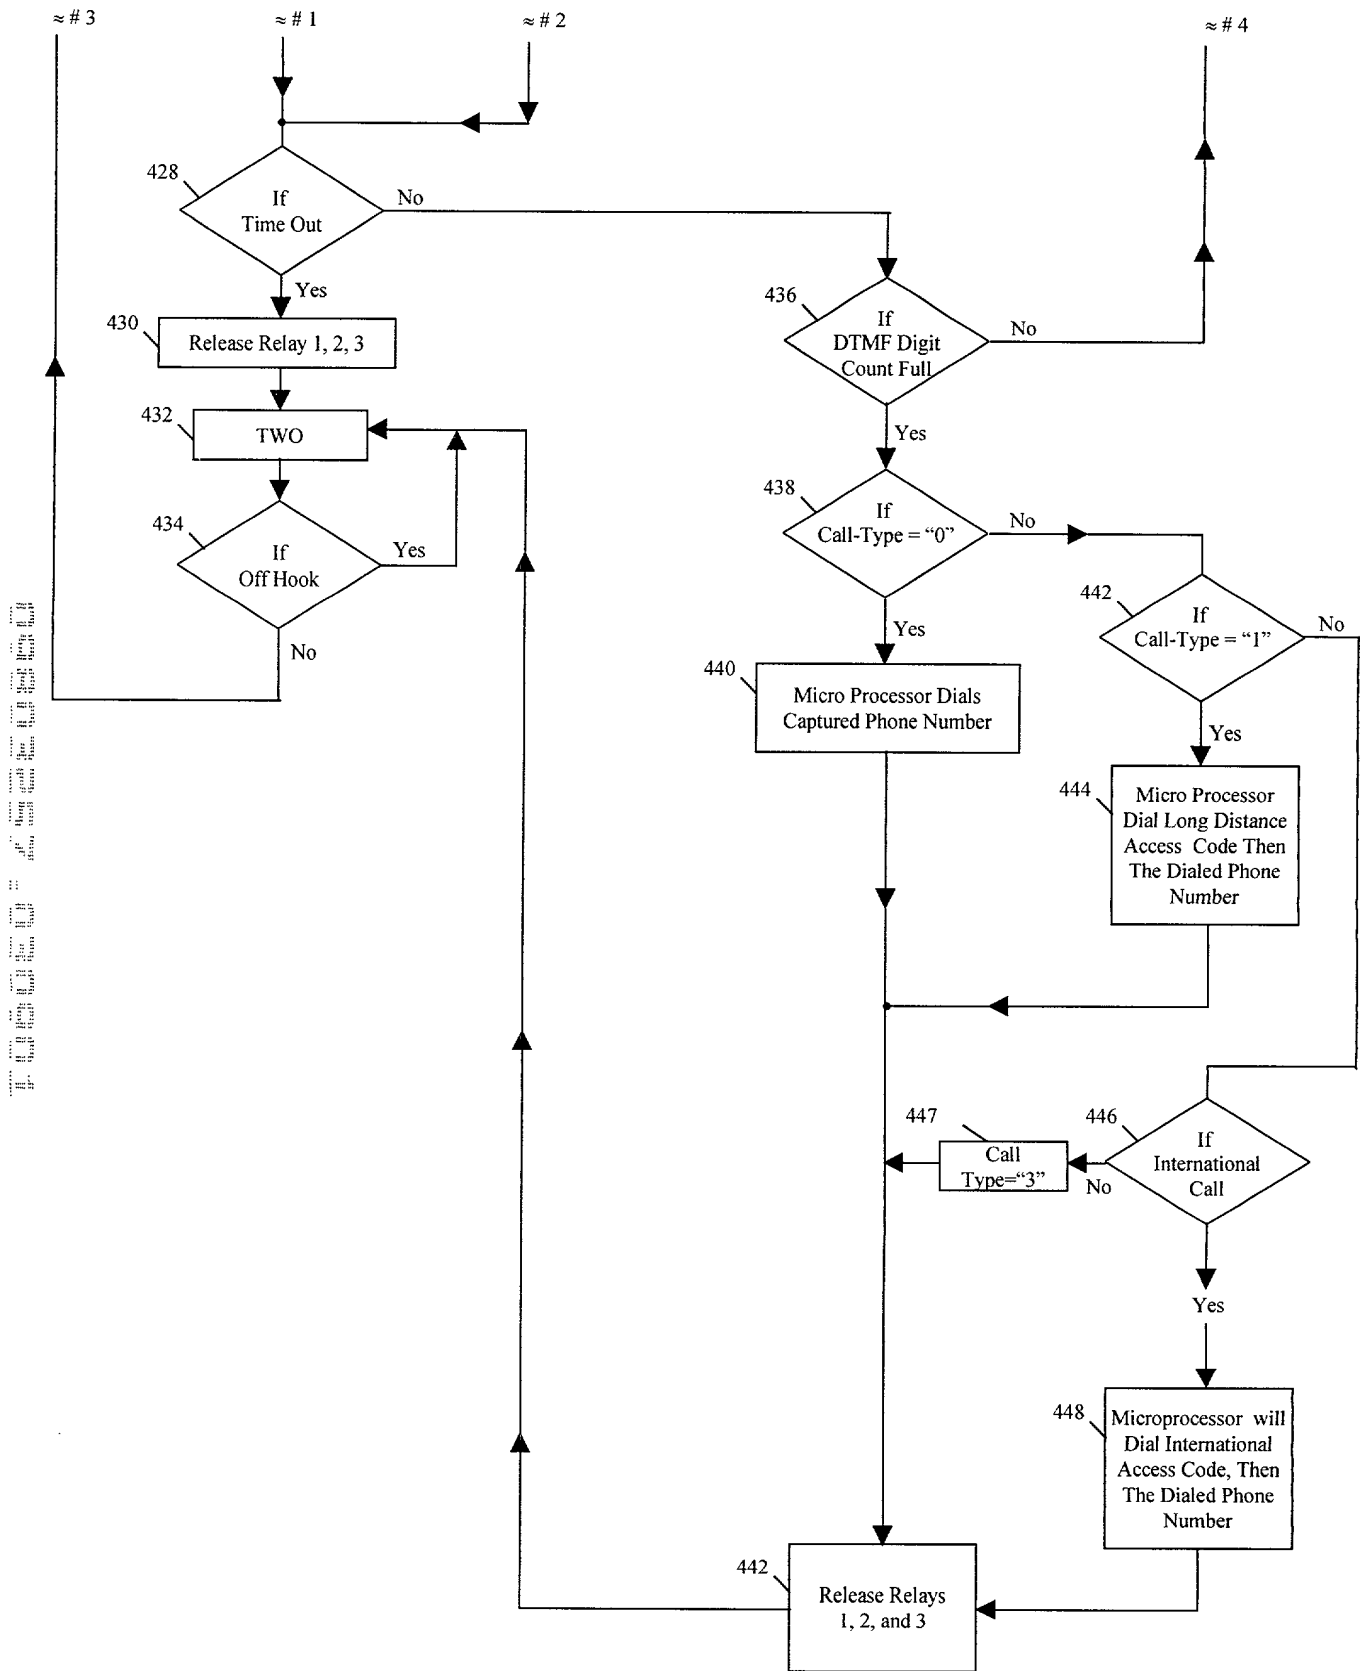 ≈ # 3
≈ # 1
≈ # 2
≈ # 4
428
If
Time Out
No
Yes
430
Release Relay 1, 2, 3
432
TWO
434
If
Off Hook
Yes
No
436
If
DTMF Digit
Count Full
No
Yes
438
If
Call-Type = “0”
No
Yes
440
Micro Processor Dials
Captured Phone Number
442
If
Call-Type = “1”
No
Yes
444
Micro Processor
Dial Long Distance
Access Code Then
The Dialed Phone
Number
446
If
International
Call
No
447
Call
Type=“3”
Yes
448
Microprocessor will
Dial International
Access Code, Then
The Dialed Phone
Number
442
Release Relays
1, 2, and 3